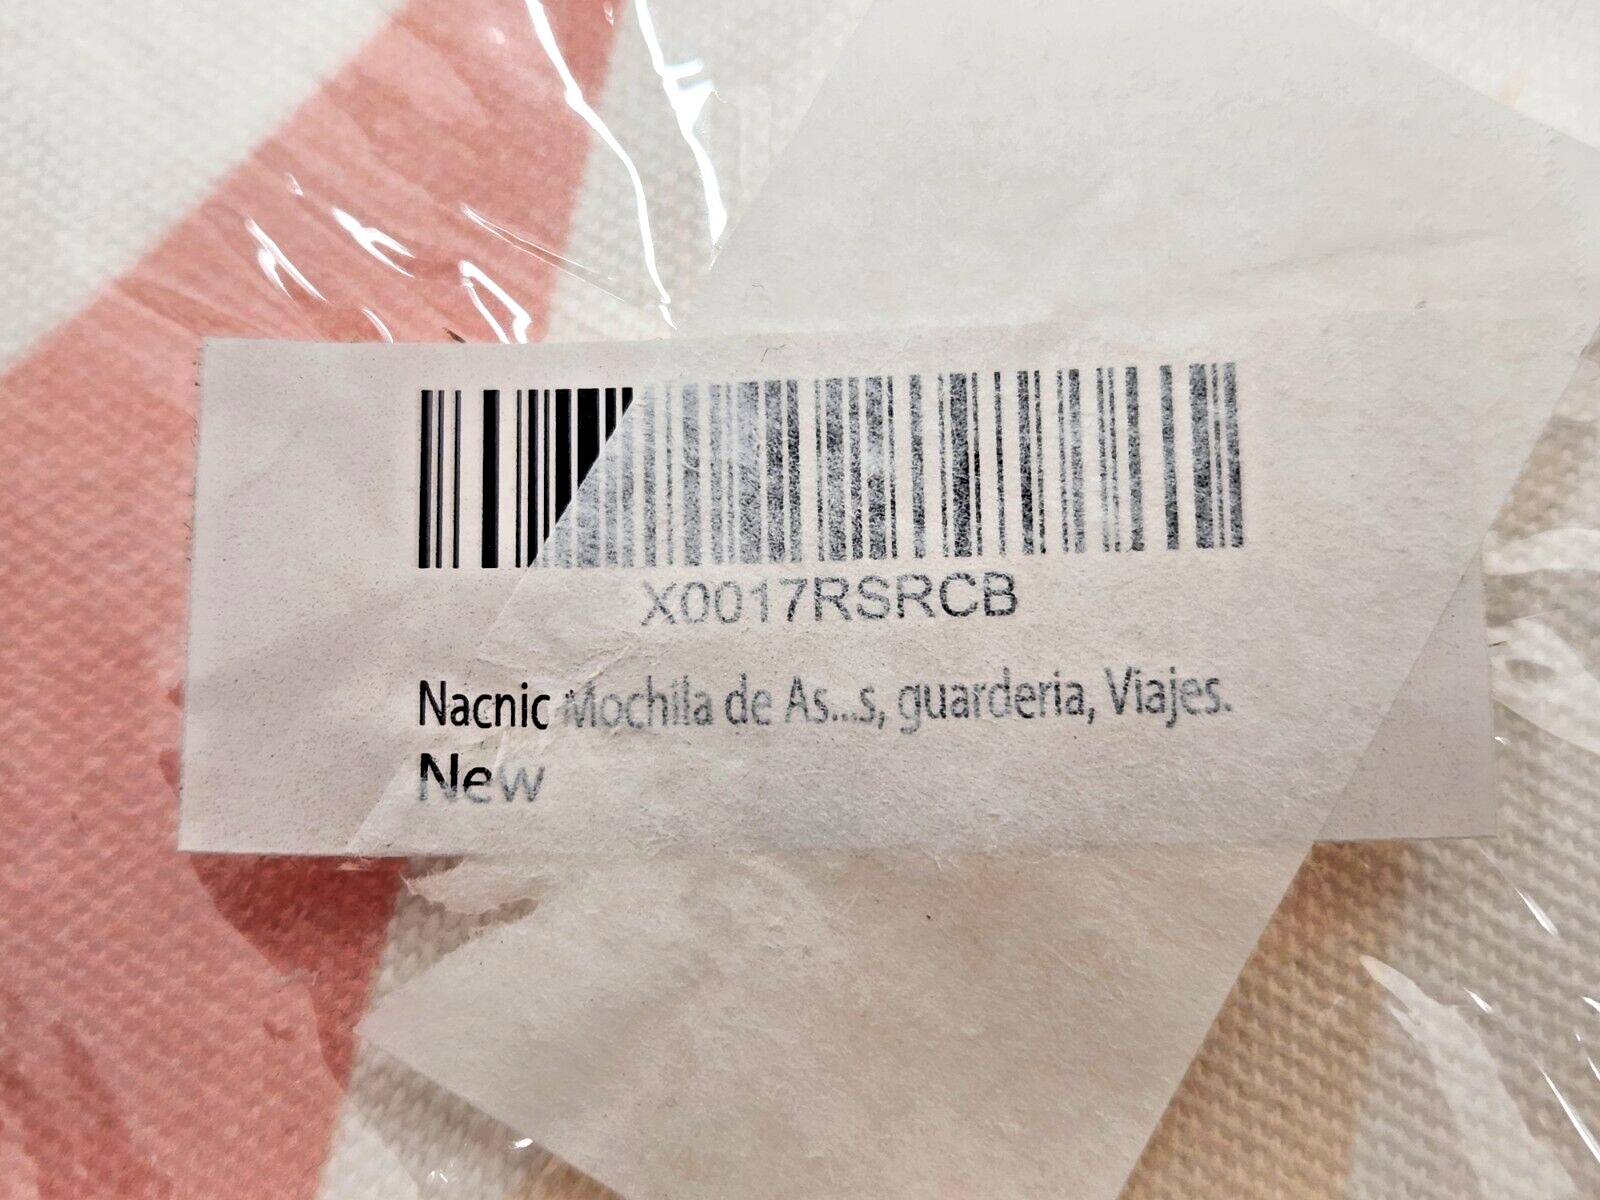 X0017RSRCB
Nacnic Mochila de As...s, guarderia, Viajes.
New